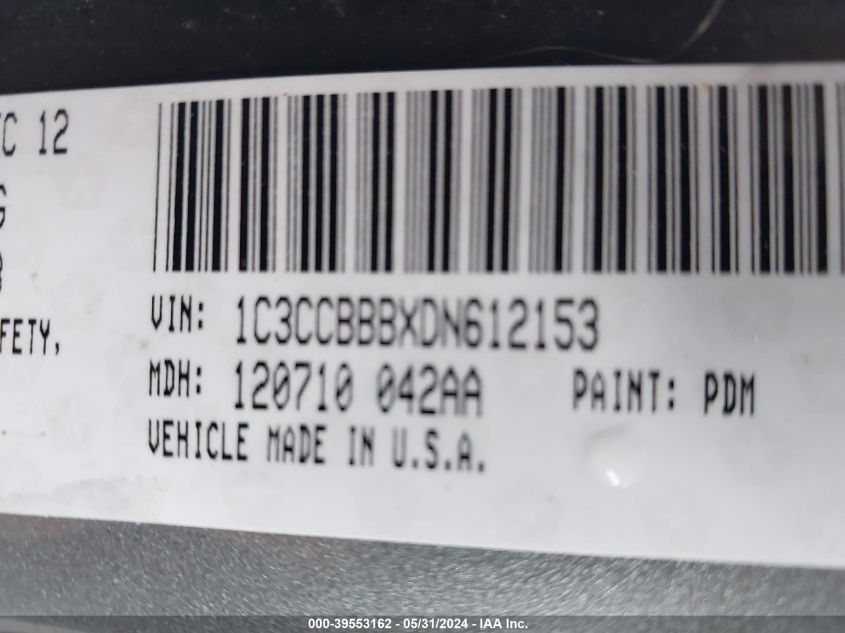 C 12
G
FETY,
VIN: 1C3CCBBBXDN612153
MDH: 120710 042AA PAINT: PDM
VEHICLE MADE IN U.S.A.
000-39553162 - 05/31/2024 - IAA Inc.